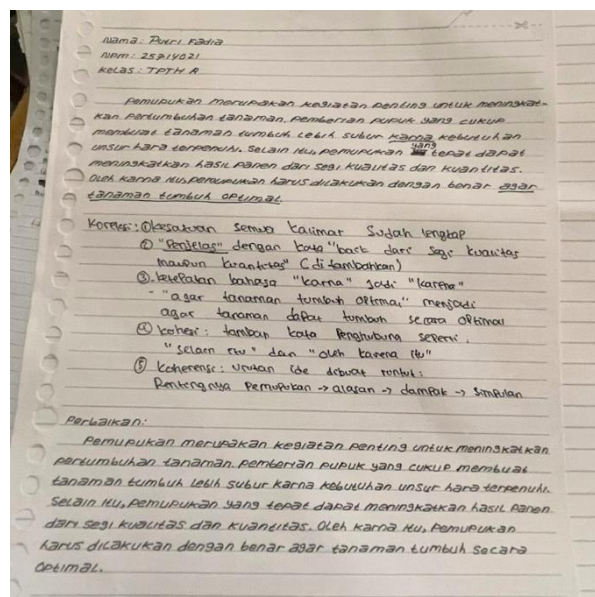 Nama : Putri Fadia
NPM : 25714021
Kelas : TPTH A
Pemupukan merupakan kegiatan penting untuk meningkat-
kan pertumbuhan tanaman. Pemberian pupuk yang cukup
membuat tanaman tumbuh lebih subur karna kebutuhan
unsur hara terpenuhi. Selain itu, pemupukan yang tepat dapat
meningkatkan hasil panen dari segi kualitas dan kuantitas.
Oleh karna itu, pemupukan harus dilakukan dengan benar agar
tanaman tumbuh optimal.
Koreksi : ① kesatuan semua kalimat sudah lengkap
② "Penjelas" dengan kata "baik dari segi kualitas
maupun kuantitas" (ditambahkan)
③. ketepatan bahasa "karna" jadi "karena"
- "agar tanaman tumbuh optimal" menjadi
agar tanaman dapat tumbuh secara optimal
④ kohesi : tambah kata penghubung seperti.
"selain itu" dan "oleh karena itu"
⑤ koherensi : urutan ide dibuat runtut :
Pentingnya pemupukan → alasan → dampak → simpulan
Perbaikan :
Pemupukan merupakan kegiatan penting untuk meningkatkan
pertumbuhan tanaman. Pemberian pupuk yang cukup membuat
tanaman tumbuh lebih subur karna kebutuhan unsur hara terpenuhi.
Selain itu, pemupukan yang tepat dapat meningkatkan hasil panen
dari segi kualitas dan kuantitas. Oleh karna itu, pemupukan
harus dilakukan dengan benar agar tanaman tumbuh secara
optimal.